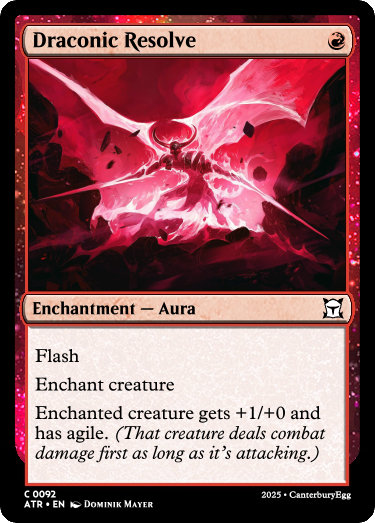 Draconic Resolve
Enchantment — Aura
Flash
Enchant creature
Enchanted creature gets +1/+0 and
has agile. (That creature deals combat
damage first as long as it's attacking.)
C 0092
ATR • EN Dominik Mayer
2025 • CanterburyEgg